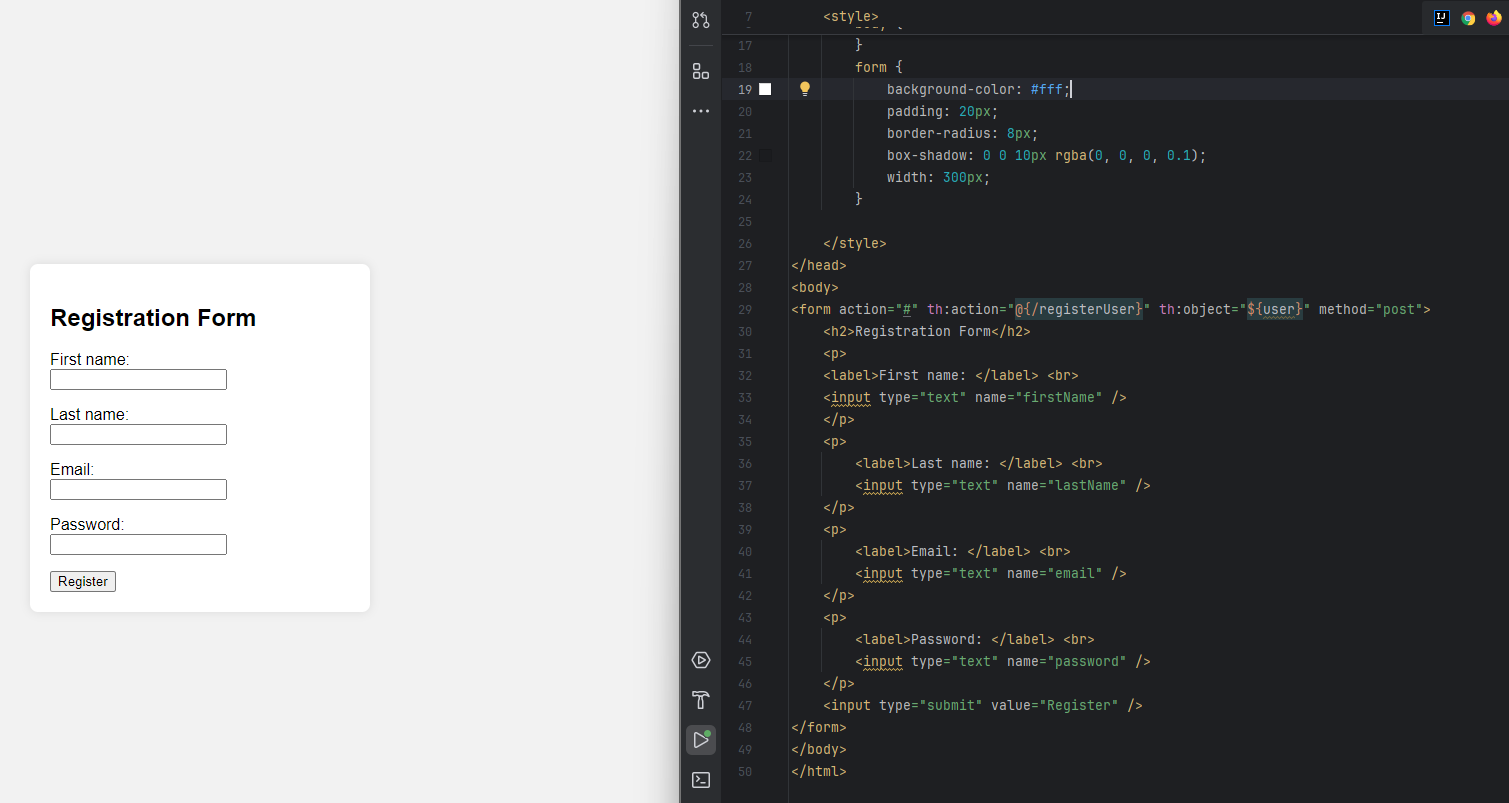 Registration Form
First name:
Last name:
Email:
Password:
Register
7 <style>
17 }
18 form {
19 background-color: #fff;
20 padding: 20px;
21 border-radius: 8px;
22 box-shadow: 0 0 10px rgba(0, 0, 0, 0.1);
23 width: 300px;
24 }
25
26 </style>
27 </head>
28 <body>
29 <form action="#" th:action="@{/registerUser}" th:object="${user}" method="post">
30 <h2>Registration Form</h2>
31 <p>
32 <label>First name: </label> <br>
33 <input type="text" name="firstName" />
34 </p>
35 <p>
36 <label>Last name: </label> <br>
37 <input type="text" name="lastName" />
38 </p>
39 <p>
40 <label>Email: </label> <br>
41 <input type="text" name="email" />
42 </p>
43 <p>
44 <label>Password: </label> <br>
45 <input type="text" name="password" />
46 </p>
47 <input type="submit" value="Register" />
48 </form>
49 </body>
50 </html>
IJ